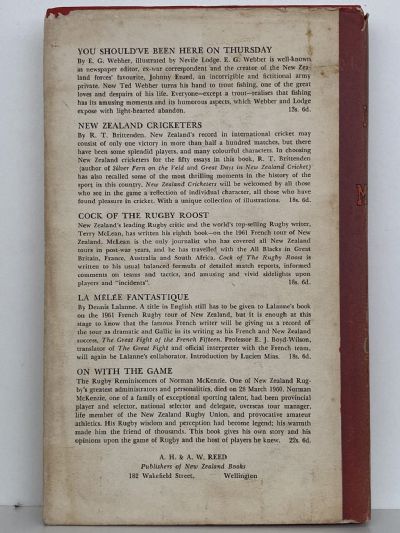 YOU SHOULD'VE BEEN HERE ON THURSDAY
By E. G. Webber, illustrated by Nevile Lodge. E. G. Webber is well-known
as newspaper editor, ex-war correspondent and the creator of the New Zea-
land forces' favourite, Johnny Enzed, an incorrigible and fictitional army
private. Now Ted Webber turns his hand to trout fishing, one of the great
loves and despairs of his life. Everyone—except a trout—realises that fishing
has its amusing moments and its humorous aspects, which Webber and Lodge
expose with light-hearted abandon. 12s. 6d.
NEW ZEALAND CRICKETERS
By R. T. Brittenden. New Zealand's record in international cricket may
consist of only one victory in more than half a hundred matches, but there
have been some splendid players, and many colourful characters. In choosing
New Zealand cricketers for the fifty essays in this book, R. T. Brittenden
(author of Silver Fern on the Veld and Great Days in New Zealand Cricket)
has also recalled some of the most thrilling moments in the history of the
sport in this country. New Zealand Cricketers will be welcomed by all those
who see in the game a reflection of individual character, all those who have
found pleasure in cricket. With a unique collection of illustrations. 18s. 6d.
COCK OF THE RUGBY ROOST
New Zealand's leading Rugby critic and the world's top-selling Rugby writer,
Terry McLean, has written his eighth book—on the 1961 French tour of New
Zealand. McLean is the only journalist who has covered all New Zealand
tours in post-war years, and he has travelled with the All Blacks in Great
Britain, France, Australia and South Africa. Cock of The Rugby Roost is
written to his usual balanced formula of detailed match reports, informed
comments on teams and tactics, and amusing and vivid sidelights upon
players and "incidents". 18s. 6d.
LA MELÉE FANTASTIQUE
By Dennis Lalanne. A title in English still has to be given to Lalanne's book
on the 1961 French Rugby tour of New Zealand, but it is enough at this
stage to know that the famous French writer will be giving us a record of
the tour as dramatic and Gallic in its writing as his French and New Zealand
success, The Great Fight of the French Fifteen. Professor E. J. Boyd-Wilson,
translator of The Great Fight and official interpreter with the French team,
will again be Lalanne's collaborator. Introduction by Lucien Mias. 18s. 6d.
ON WITH THE GAME
The Rugby Reminiscences of Norman McKenzie. One of New Zealand Rug-
by's greatest administrators and personalities, died on 28 March 1960. Norman
McKenzie, one of a family of exceptional sporting talent, had been provincial
player and selector, national selector and delegate, overseas tour manager,
life member of the New Zealand Rugby Union, and provocative amateur
athletics. His Rugby wisdom and perception had become legend; his warmth
made him the friend of thousands. This book gives his own story and his
opinions upon the game of Rugby and the host of players he knew. 22s. 6d.
A. H. & A. W. REED
Publishers of New Zealand Books
182 Wakefield Street, Wellington